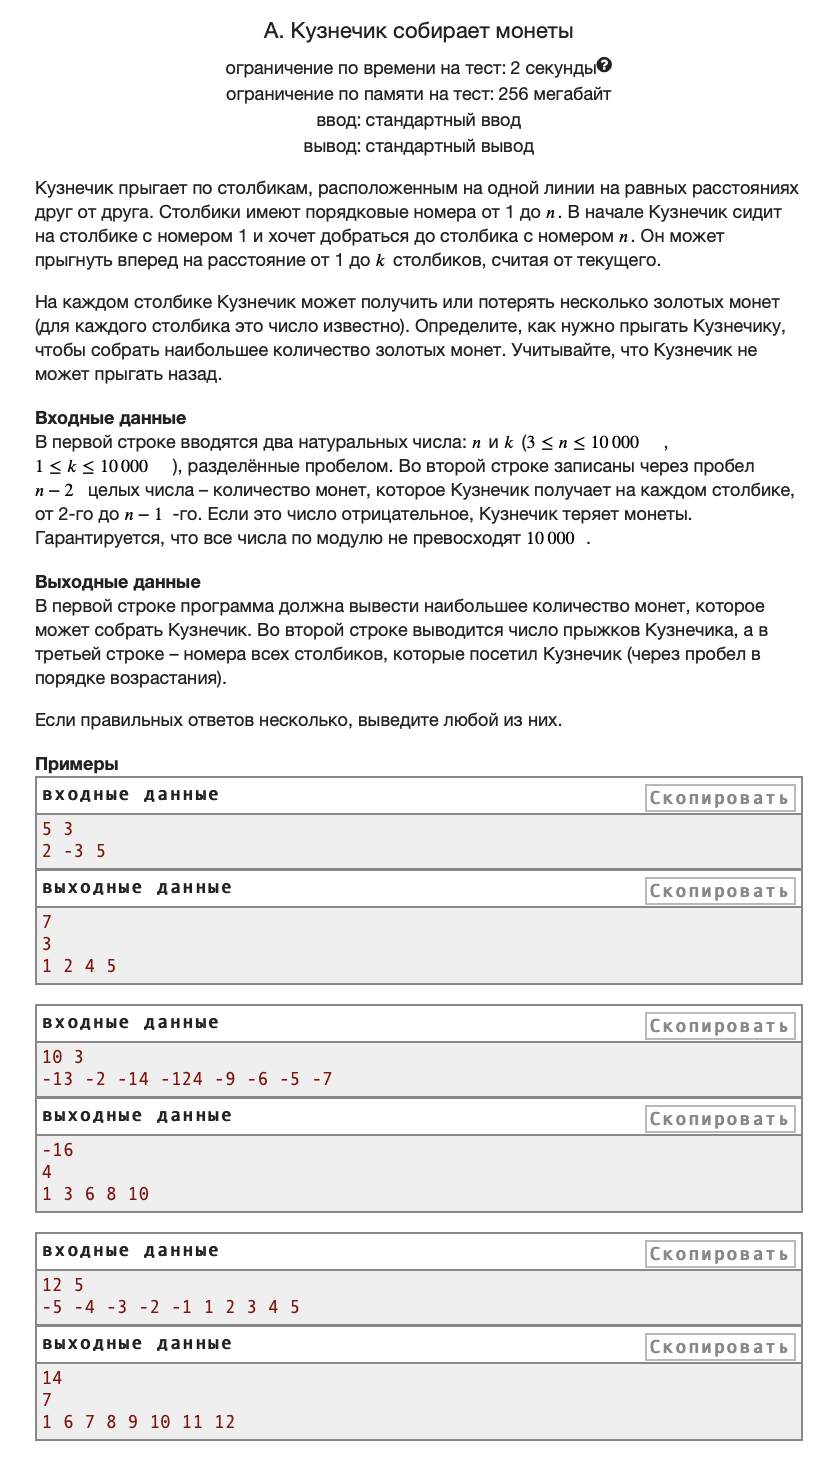 А. Кузнечик собирает монеты
ограничение по времени на тест: 2 секунды?
ограничение по памяти на тест: 256 мегабайт
ввод: стандартный ввод
вывод: стандартный вывод
Кузнечик прыгает по столбикам, расположенным на одной линии на равных расстояниях
друг от друга. Столбики имеют порядковые номера от 1 до n. В начале Кузнечик сидит
на столбике с номером 1 и хочет добраться до столбика с номером n. Он может
прыгнуть вперед на расстояние от 1 до k столбиков, считая от текущего.
На каждом столбике Кузнечик может получить или потерять несколько золотых монет
(для каждого столбика это число известно). Определите, как нужно прыгать Кузнечику,
чтобы собрать наибольшее количество золотых монет. Учитывайте, что Кузнечик не
может прыгать назад.
Входные данные
В первой строке вводятся два натуральных числа: n и k (3 ≤ n ≤ 10 000 ,
1 ≤ k ≤ 10 000 ), разделённые пробелом. Во второй строке записаны через пробел
n − 2 целых числа – количество монет, которое Кузнечик получает на каждом столбике,
от 2-го до n − 1 -го. Если это число отрицательное, Кузнечик теряет монеты.
Гарантируется, что все числа по модулю не превосходят 10 000 .
Выходные данные
В первой строке программа должна вывести наибольшее количество монет, которое
может собрать Кузнечик. Во второй строке выводится число прыжков Кузнечика, а в
третьей строке – номера всех столбиков, которые посетил Кузнечик (через пробел в
порядке возрастания).
Если правильных ответов несколько, выведите любой из них.
Примеры
входные данные Скопировать
5 3
2 -3 5
выходные данные Скопировать
7
3
1 2 4 5
входные данные Скопировать
10 3
-13 -2 -14 -124 -9 -6 -5 -7
выходные данные Скопировать
-16
4
1 3 6 8 10
входные данные Скопировать
12 5
-5 -4 -3 -2 -1 1 2 3 4 5
выходные данные Скопировать
14
7
1 6 7 8 9 10 11 12